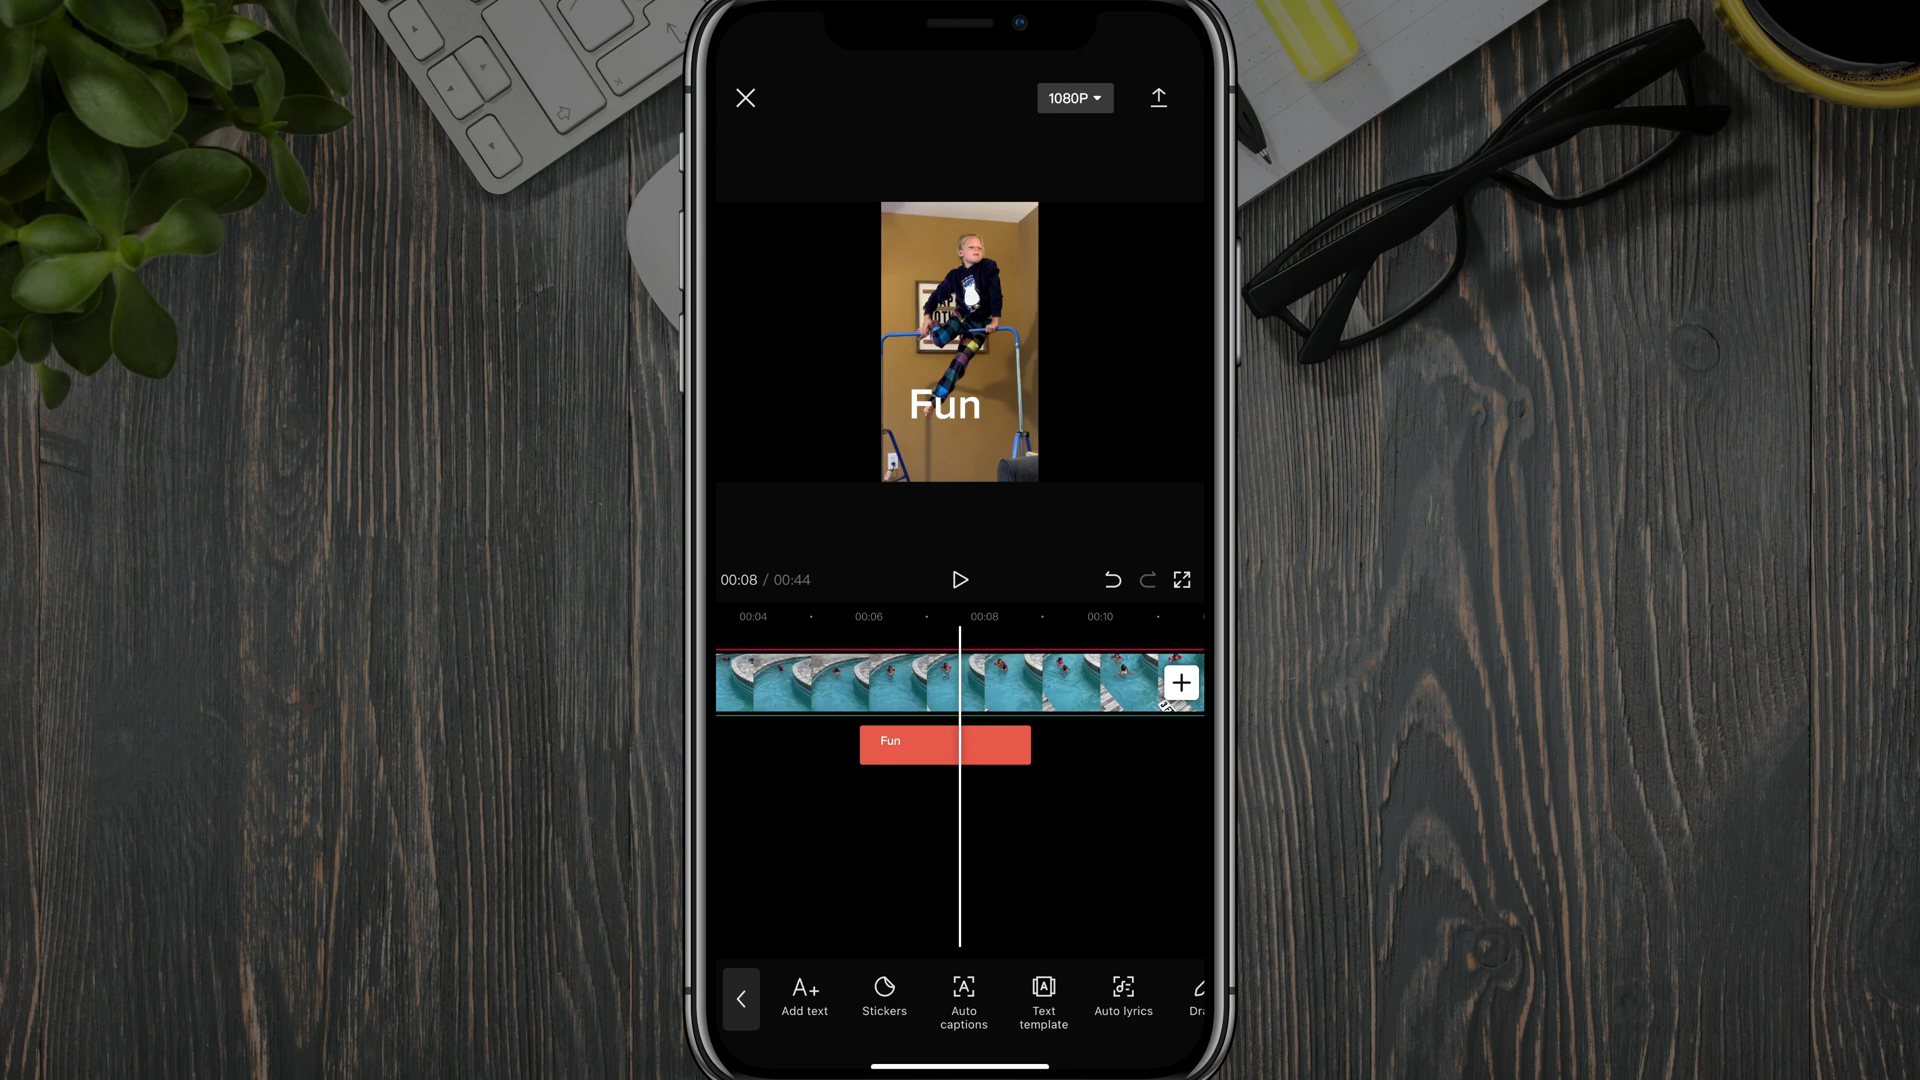 1080P
Fun
00:08 / 00:44
00:04 00:06 00:08 00:10
Fun
Add text
Stickers
Auto captions
Text template
Auto lyrics